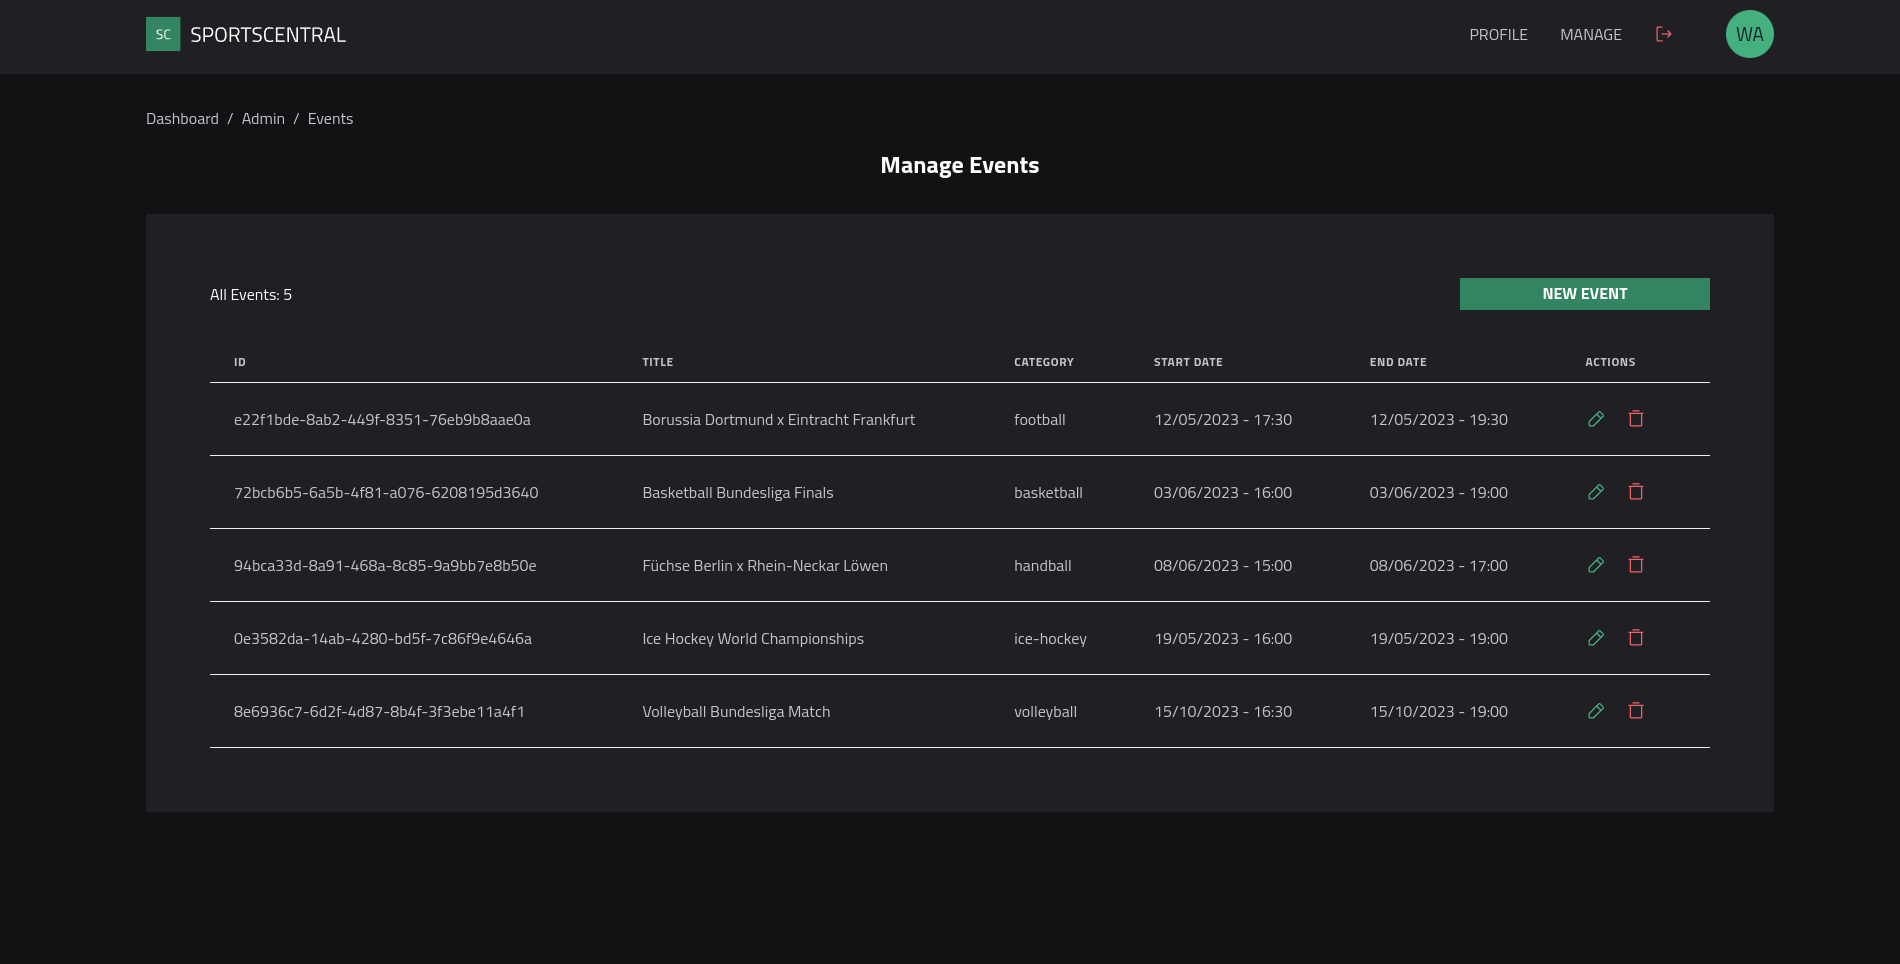 SC SPORTSCENTRAL PROFILE MANAGE WA
Dashboard / Admin / Events
Manage Events
All Events: 5 NEW EVENT
ID TITLE CATEGORY START DATE END DATE ACTIONS
e22f1bde-8ab2-449f-8351-76eb9b8aae0a Borussia Dortmund x Eintracht Frankfurt football 12/05/2023 - 17:30 12/05/2023 - 19:30
72bcb6b5-6a5b-4f81-a076-6208195d3640 Basketball Bundesliga Finals basketball 03/06/2023 - 16:00 03/06/2023 - 19:00
94bca33d-8a91-468a-8c85-9a9bb7e8b50e Füchse Berlin x Rhein-Neckar Löwen handball 08/06/2023 - 15:00 08/06/2023 - 17:00
0e3582da-14ab-4280-bd5f-7c86f9e4646a Ice Hockey World Championships ice-hockey 19/05/2023 - 16:00 19/05/2023 - 19:00
8e6936c7-6d2f-4d87-8b4f-3f3ebe11a4f1 Volleyball Bundesliga Match volleyball 15/10/2023 - 16:30 15/10/2023 - 19:00